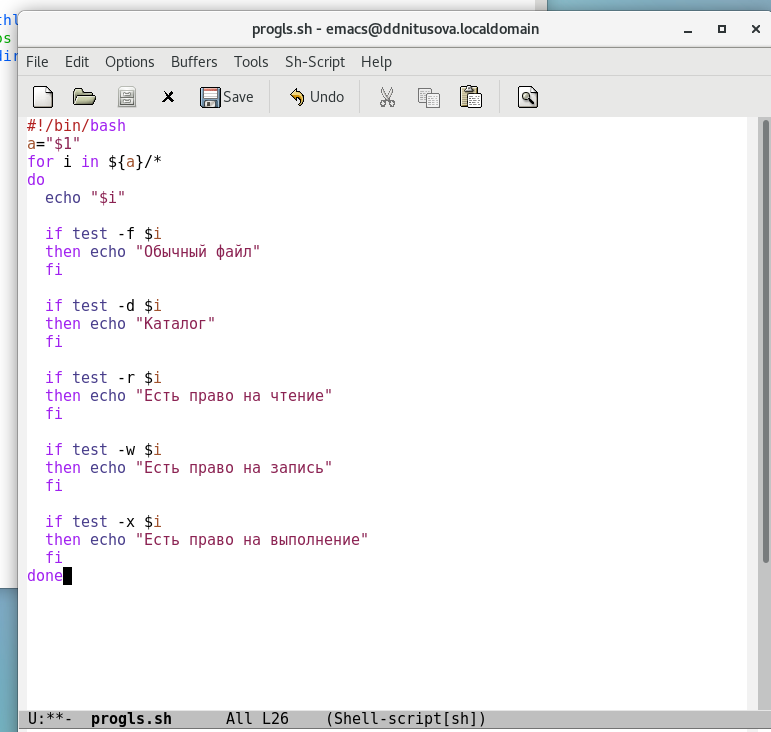 progls.sh - emacs@ddnitusova.localdomain
File Edit Options Buffers Tools Sh-Script Help
Save Undo
#!/bin/bash
a="$1"
for i in ${a}/*
do
  echo "$i"
  if test -f $i
  then echo "Обычный файл"
  fi
  if test -d $i
  then echo "Каталог"
  fi
  if test -r $i
  then echo "Есть право на чтение"
  fi
  if test -w $i
  then echo "Есть право на запись"
  fi
  if test -x $i
  then echo "Есть право на выполнение"
  fi
done
U:**-  progls.sh      All L26    (Shell-script[sh])